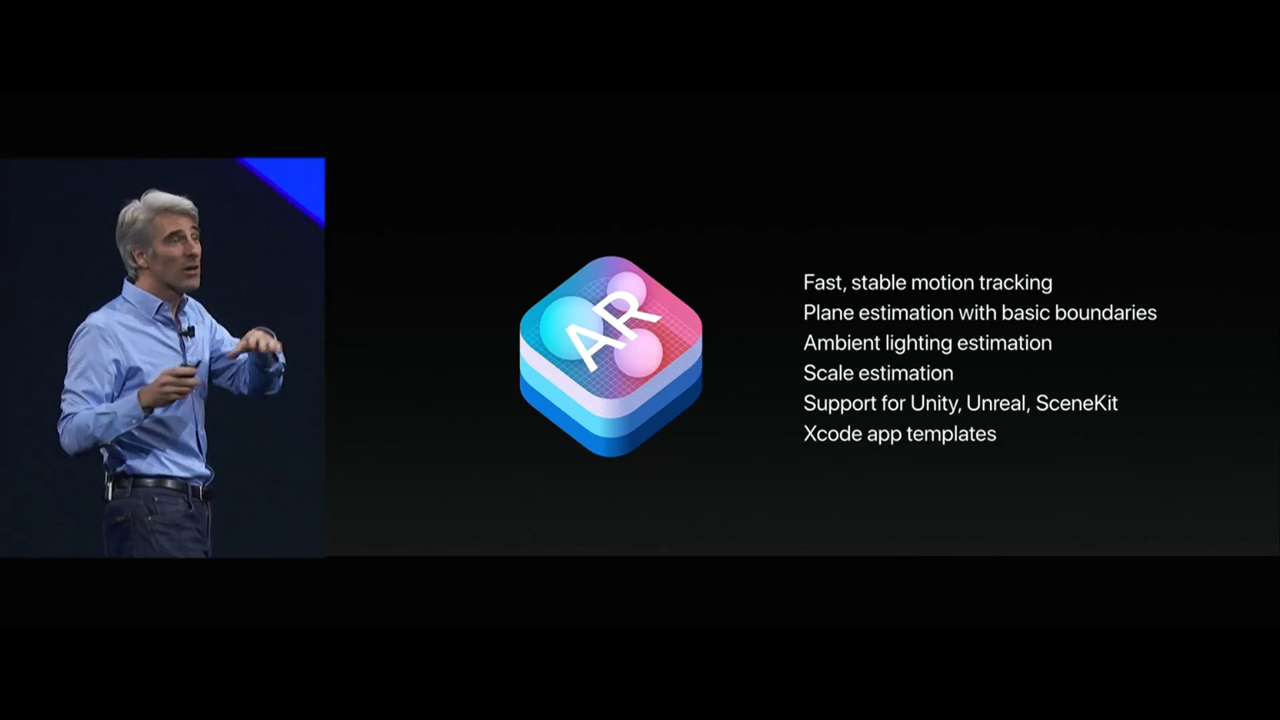 AR
Fast, stable motion tracking
Plane estimation with basic boundaries
Ambient lighting estimation
Scale estimation
Support for Unity, Unreal, SceneKit
Xcode app templates